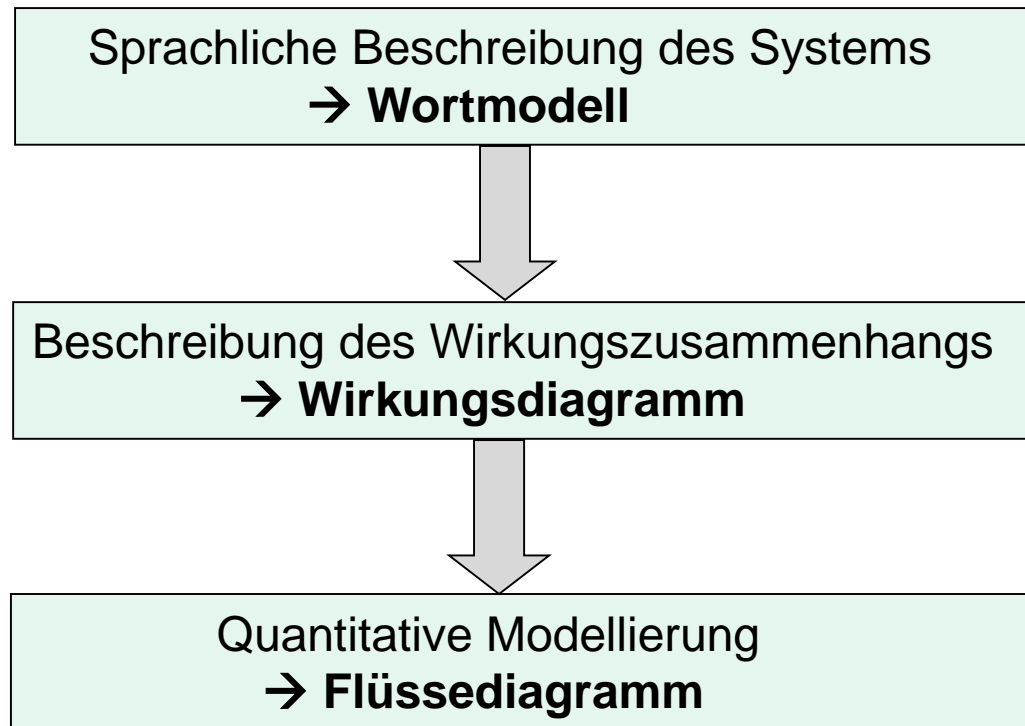 Sprachliche Beschreibung des Systems
→ Wortmodell
Beschreibung des Wirkungszusammenhangs
→ Wirkungsdiagramm
Quantitative Modellierung
→ Flüssediagramm